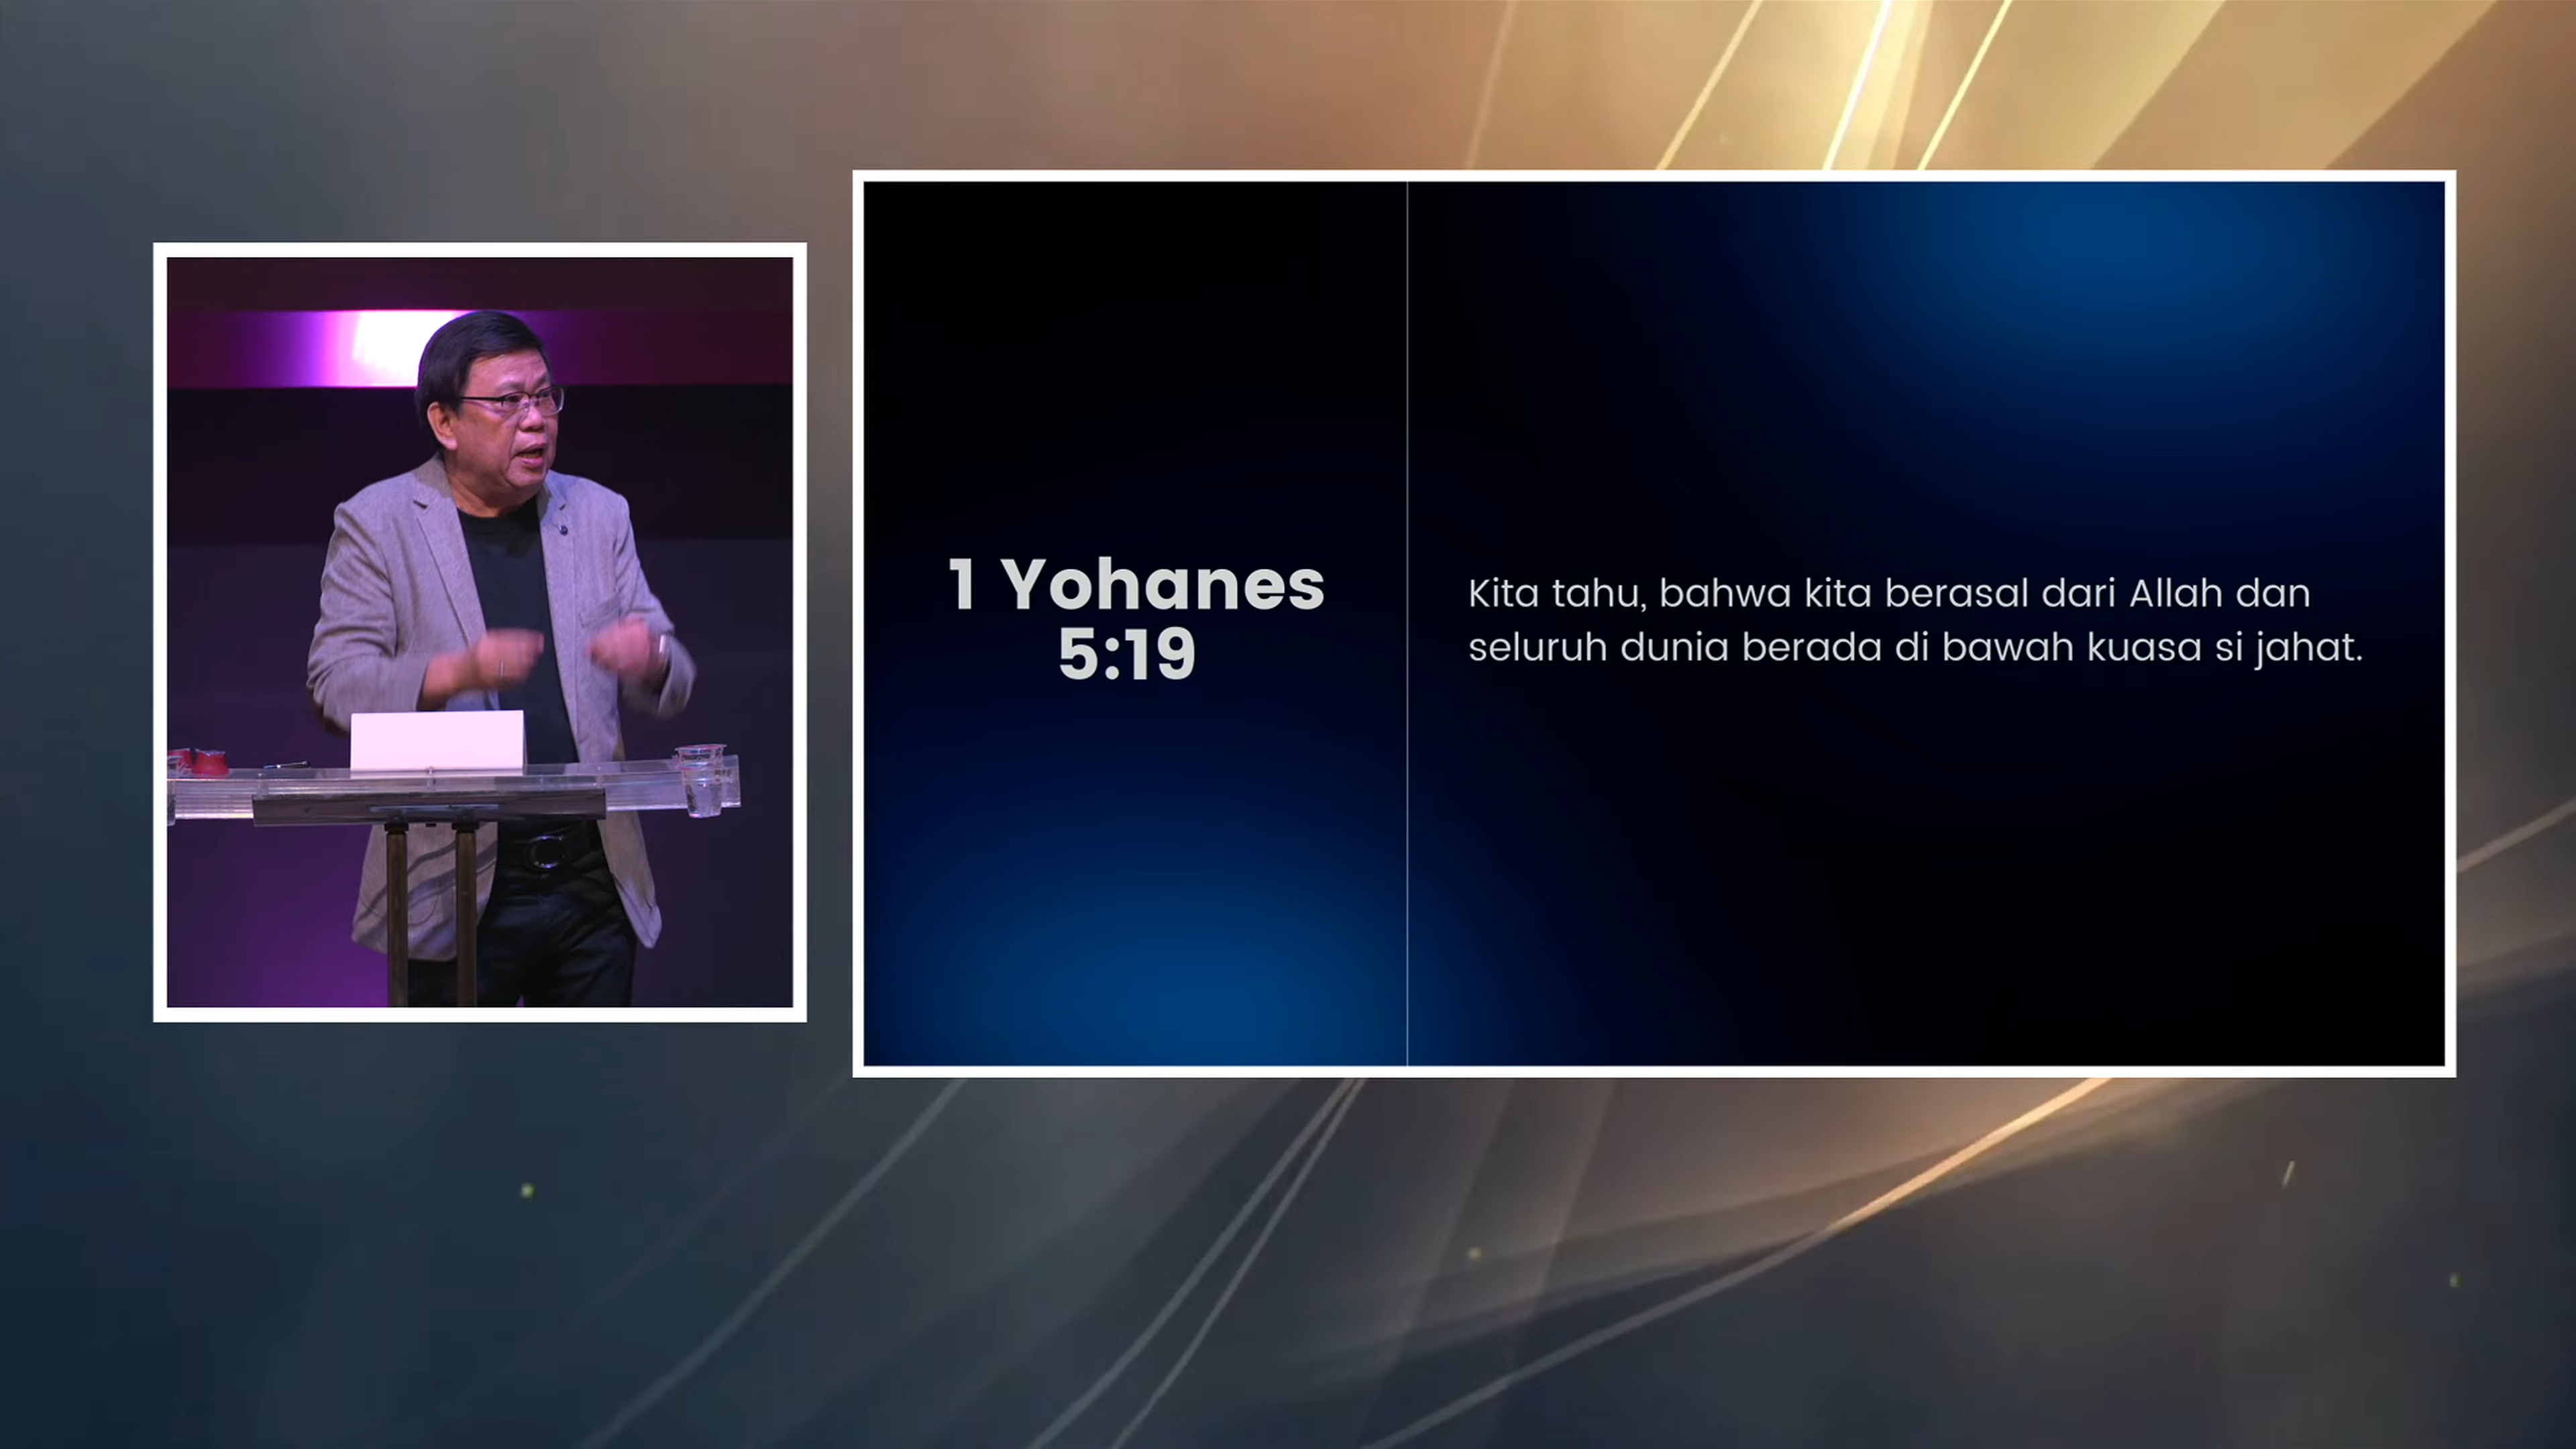 1 Yohanes
5:19
Kita tahu, bahwa kita berasal dari Allah dan
seluruh dunia berada di bawah kuasa si jahat.